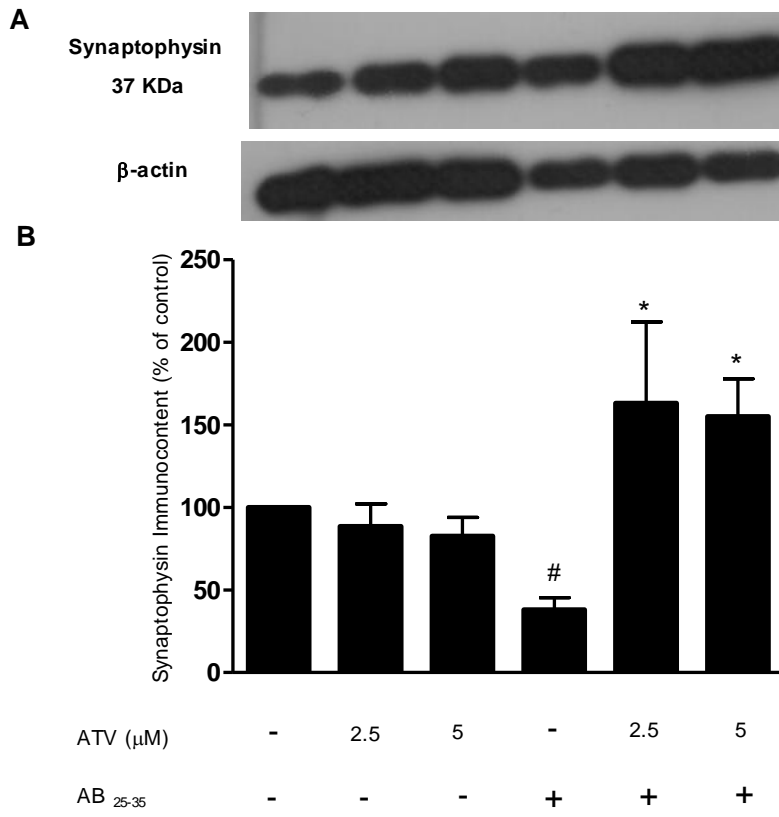 A
Synaptophysin
37 KDa
β-actin
B
Synaptophysin Immunocontent (% of control)
250
200
150
100
50
0
#
*
*
ATV (μM) - 2.5 5 - 2.5 5
AB 25-35 - - - + + +